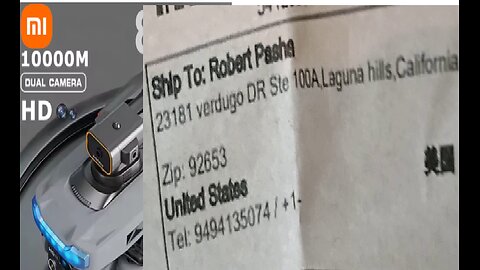 mi
10000M
DUAL CAMERA
HD
Ship To: Robert Pasha
23181 verdugo DR Ste 100A,Laguna hills,California
Zip: 92653
美國
United States
Tel: 9494135074 / +1-